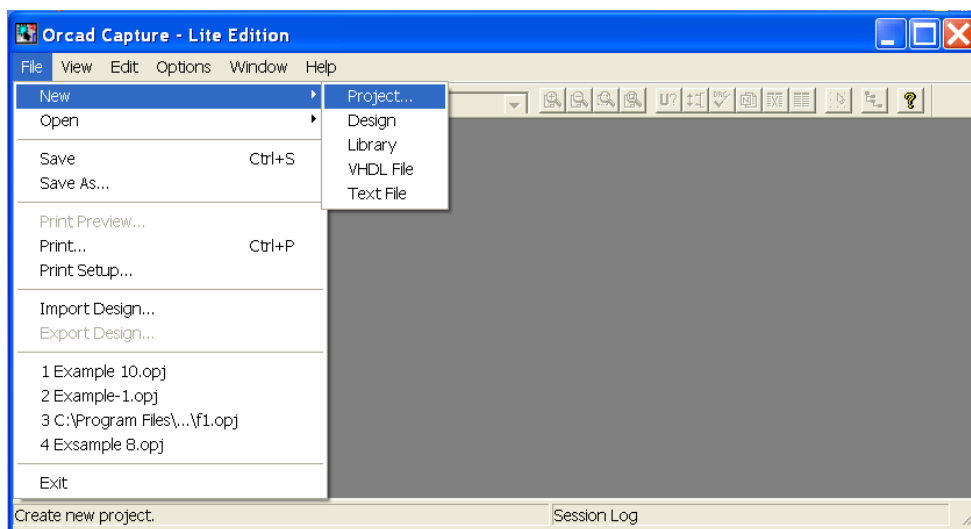 Orcad Capture - Lite Edition
File View Edit Options Window Help
New
Open
Save Ctrl+S
Save As...
Print Preview...
Print... Ctrl+P
Print Setup...
Import Design...
Export Design...
1 Example 10.opj
2 Example-1.opj
3 C:\Program Files\...\f1.opj
4 Exsample 8.opj
Exit
Project...
Design
Library
VHDL File
Text File
U? DRC ?
Create new project. Session Log